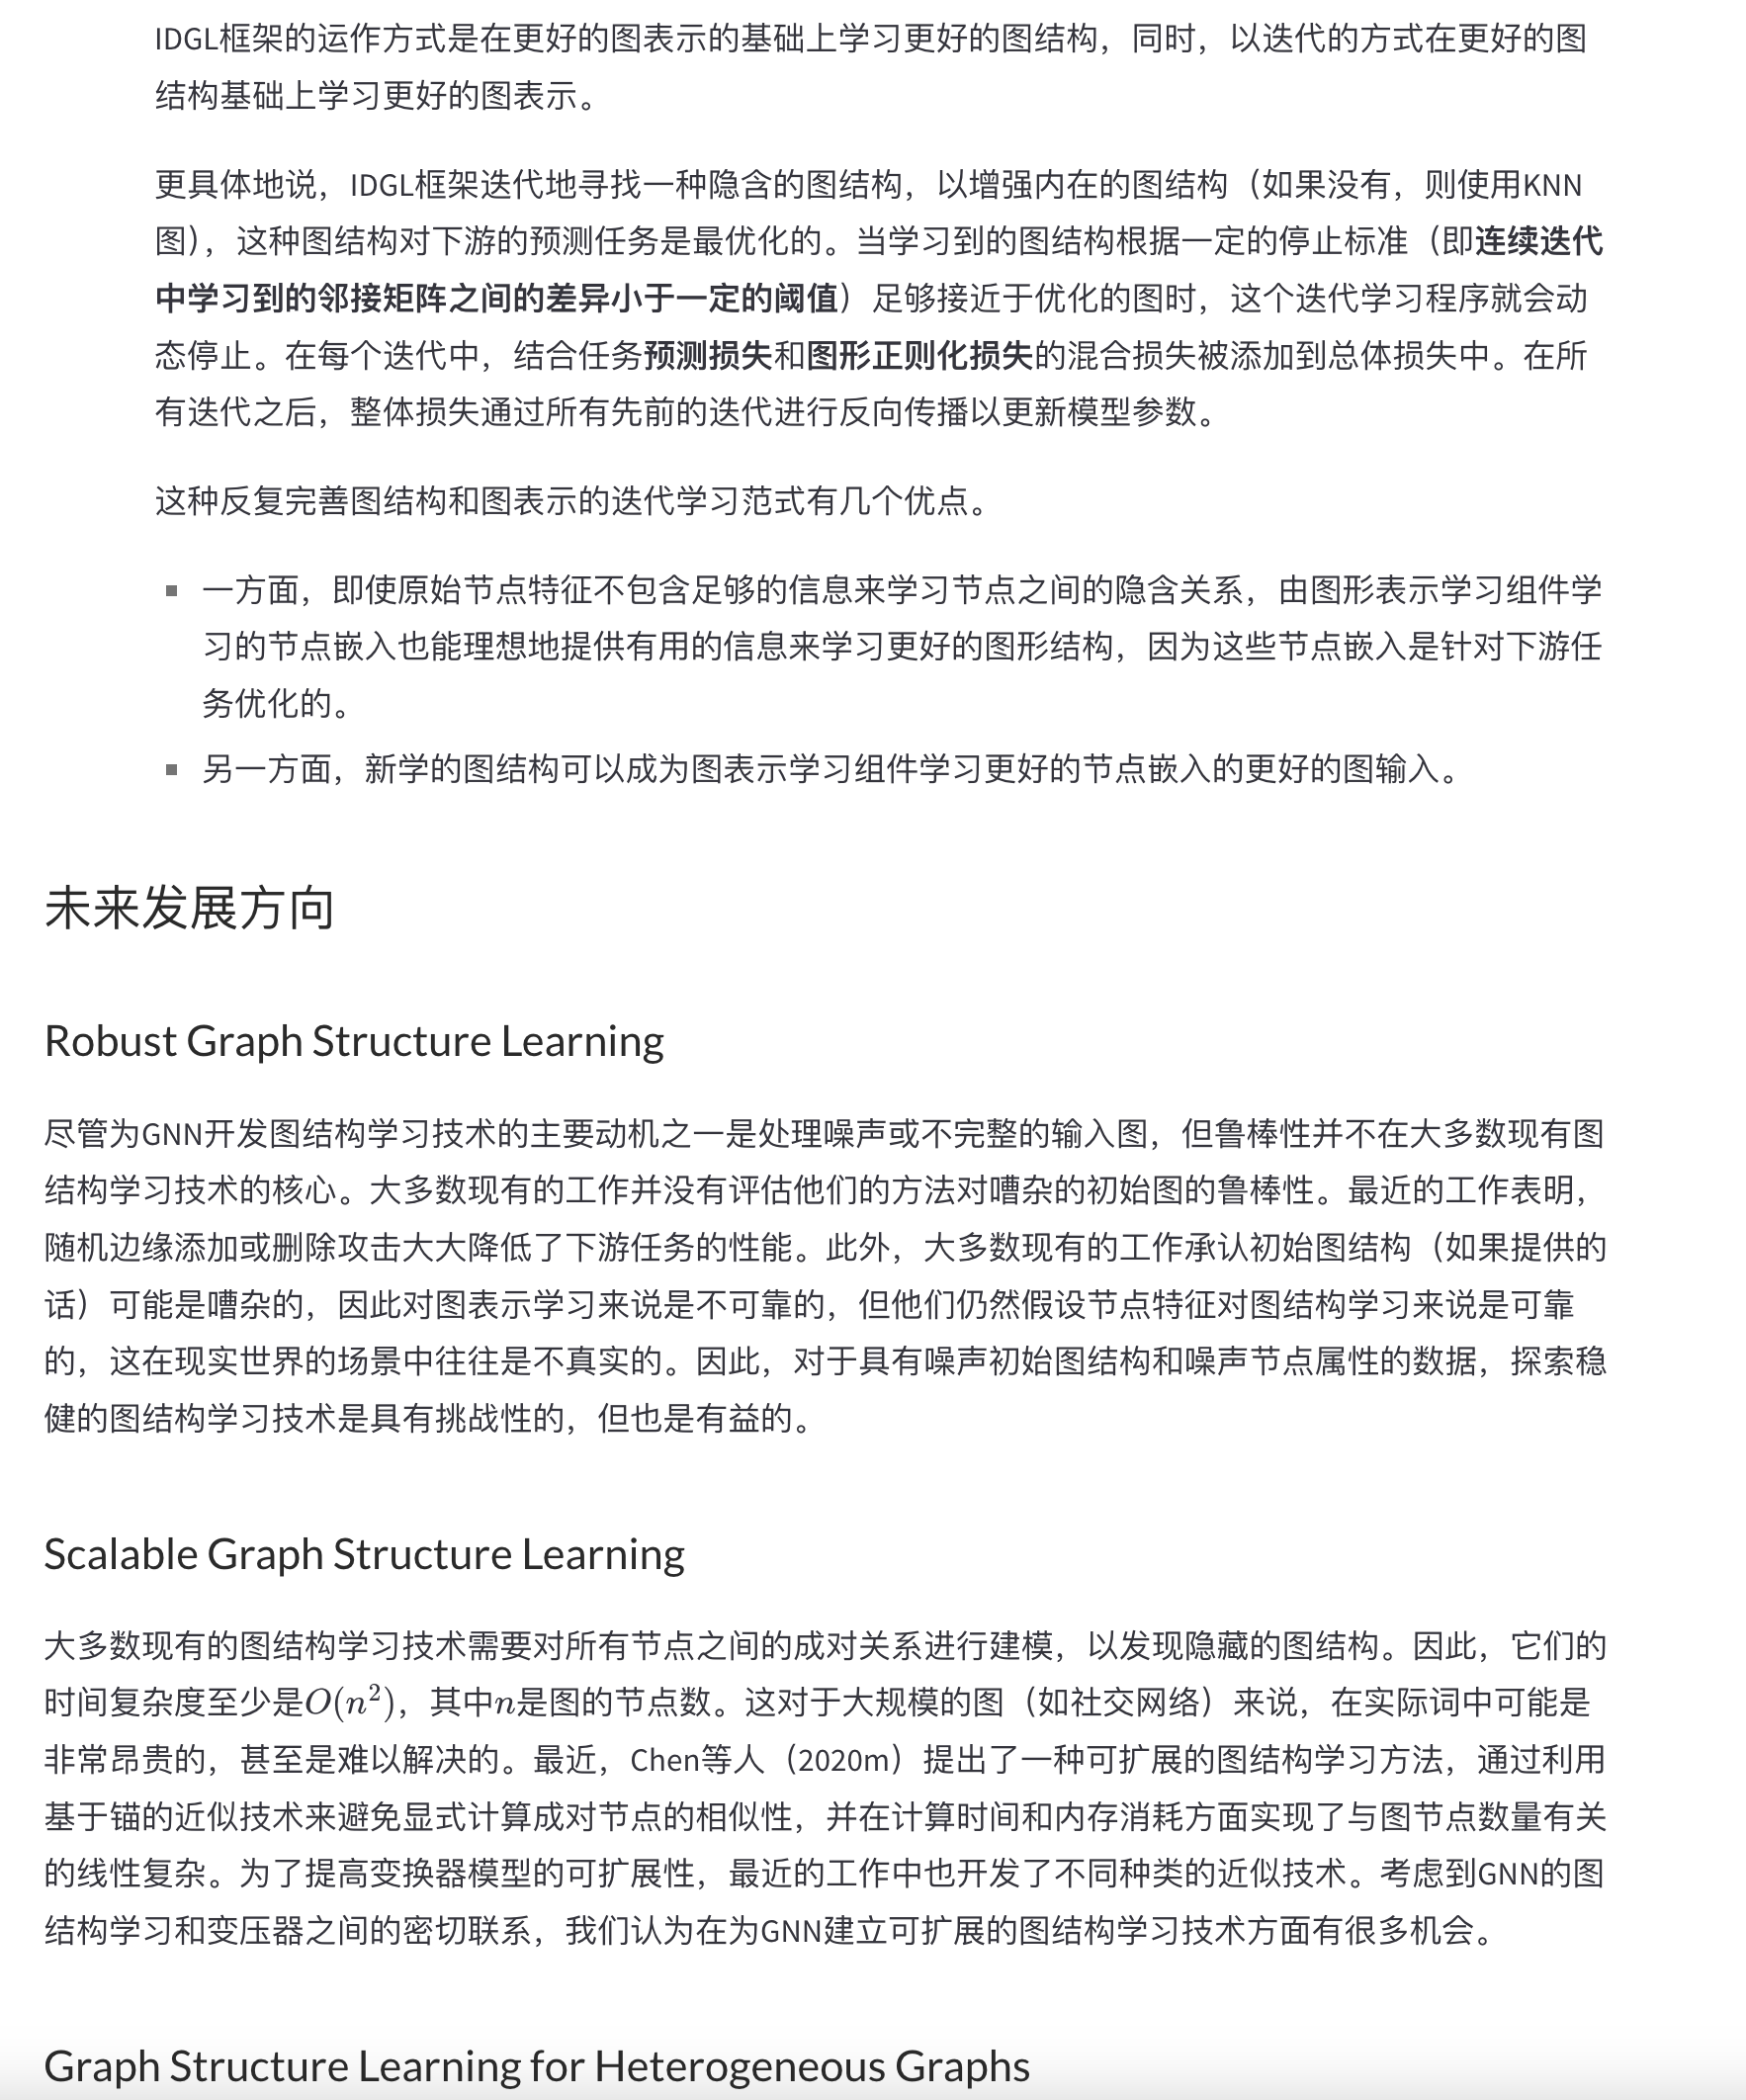 IDGL框架的运作方式是在更好的图表示的基础上学习更好的图结构，同时，以迭代的方式在更好的图
结构基础上学习更好的图表示。
更具体地说，IDGL框架迭代地寻找一种隐含的图结构，以增强内在的图结构（如果没有，则使用KNN
图），这种图结构对下游的预测任务是最优化的。当学习到的图结构根据一定的停止标准（即连续迭代
中学习到的邻接矩阵之间的差异小于一定的阈值）足够接近于优化的图时，这个迭代学习程序就会动
态停止。在每个迭代中，结合任务预测损失和图形正则化损失的混合损失被添加到总体损失中。在所
有迭代之后，整体损失通过所有先前的迭代进行反向传播以更新模型参数。
这种反复完善图结构和图表示的迭代学习范式有几个优点。
▪ 一方面，即使原始节点特征不包含足够的信息来学习节点之间的隐含关系，由图形表示学习组件学
习的节点嵌入也能理想地提供有用的信息来学习更好的图形结构，因为这些节点嵌入是针对下游任
务优化的。
▪ 另一方面，新学的图结构可以成为图表示学习组件学习更好的节点嵌入的更好的图输入。
未来发展方向
Robust Graph Structure Learning
尽管为GNN开发图结构学习技术的主要动机之一是处理噪声或不完整的输入图，但鲁棒性并不在大多数现有图
结构学习技术的核心。大多数现有的工作并没有评估他们的方法对嘈杂的初始图的鲁棒性。最近的工作表明，
随机边缘添加或删除攻击大大降低了下游任务的性能。此外，大多数现有的工作承认初始图结构（如果提供的
话）可能是嘈杂的，因此对图表示学习来说是不可靠的，但他们仍然假设节点特征对图结构学习来说是可靠
的，这在现实世界的场景中往往是不真实的。因此，对于具有噪声初始图结构和噪声节点属性的数据，探索稳
健的图结构学习技术是具有挑战性的，但也是有益的。
Scalable Graph Structure Learning
大多数现有的图结构学习技术需要对所有节点之间的成对关系进行建模，以发现隐藏的图结构。因此，它们的
时间复杂度至少是O(n²)，其中n是图的节点数。这对于大规模的图（如社交网络）来说，在实际词中可能是
非常昂贵的，甚至是难以解决的。最近，Chen等人（2020m）提出了一种可扩展的图结构学习方法，通过利用
基于锚的近似技术来避免显式计算成对节点的相似性，并在计算时间和内存消耗方面实现了与图节点数量有关
的线性复杂。为了提高变换器模型的可扩展性，最近的工作中也开发了不同种类的近似技术。考虑到GNN的图
结构学习和变压器之间的密切联系，我们认为在为GNN建立可扩展的图结构学习技术方面有很多机会。
Graph Structure Learning for Heterogeneous Graphs